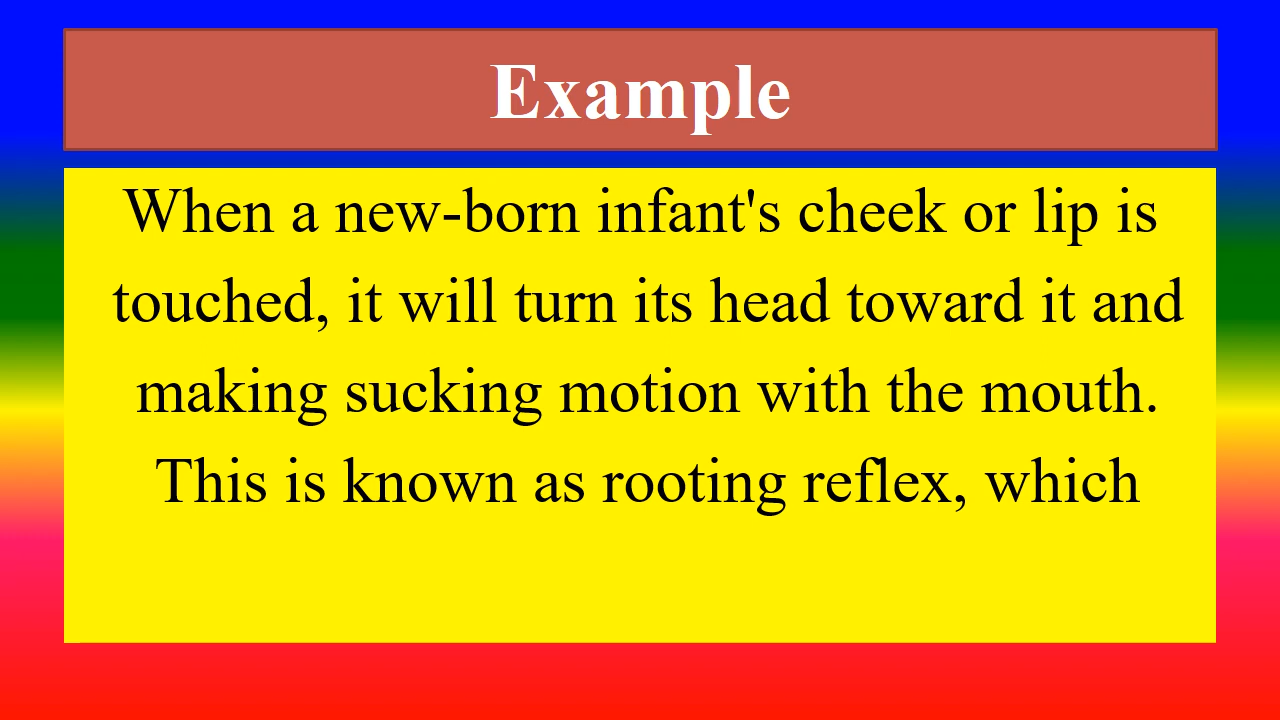 Example
When a new-born infant's cheek or lip is
touched, it will turn its head toward it and
making sucking motion with the mouth.
This is known as rooting reflex, which